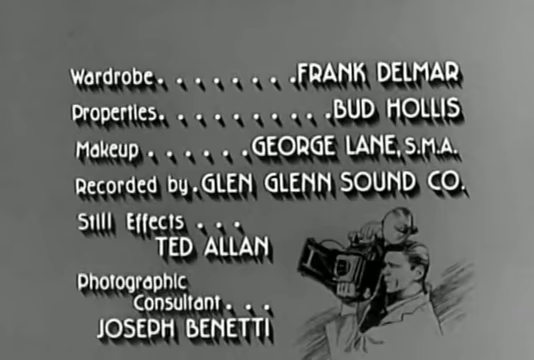 Wardrobe. . . . . . . . .FRANK DELMAR
Properties. . . . . . . . . . .BUD HOLLIS
Makeup . . . . . . GEORGE LANE, S.M.A.
Recorded by. GLEN GLENN SOUND CO.
Still Effects . . .
TED ALLAN
Photographic
Consultant. . . .
JOSEPH BENETTI